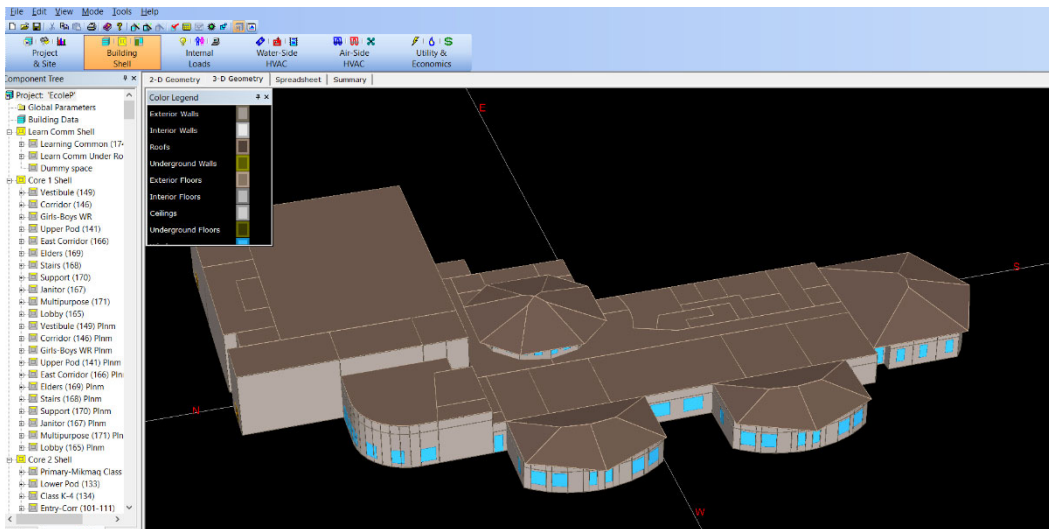 File Edit View Mode Tools Help
Project & Site
Building Shell
Internal Loads
Water-Side HVAC
Air-Side HVAC
Utility & Economics
Component Tree
2-D Geometry 3-D Geometry Spreadsheet Summary
Project: 'EcoleP'
Global Parameters
Building Data
Learn Comm Shell
Learning Common (17
Learn Comm Under Ro
Dummy space
Core 1 Shell
Vestibule (149)
Corridor (146)
Girls-Boys WR
Upper Pod (141)
East Corridor (166)
Elders (169)
Stairs (168)
Support (170)
Janitor (167)
Multipurpose (171)
Lobby (165)
Vestibule (149) Plnm
Corridor (146) Plnm
Girls-Boys WR Plnm
Upper Pod (141) Plnm
East Corridor (166) Pln
Elders (169) Plnm
Stairs (168) Plnm
Support (170) Plnm
Janitor (167) Plnm
Multipurpose (171) Pln
Lobby (165) Plnm
Core 2 Shell
Primary-Mikmaq Class
Lower Pod (133)
Class K-4 (134)
Entry-Corr (101-111)
Color Legend
Exterior Walls
Interior Walls
Roofs
Underground Walls
Exterior Floors
Interior Floors
Ceilings
Underground Floors
E
S
N
W